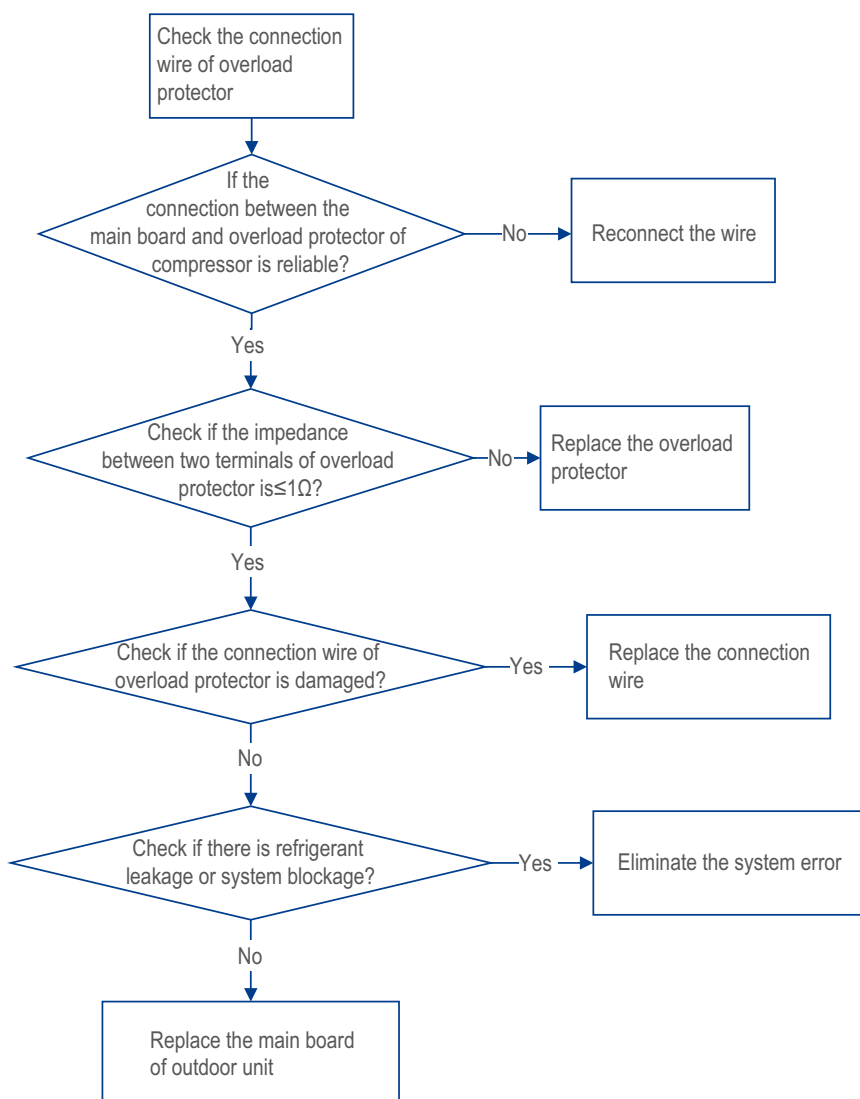 Check the connection
wire of overload
protector
If the
connection between the
main board and overload protector of
compressor is reliable?
No
Reconnect the wire
Yes
Check if the impedance
between two terminals of overload
protector is≤1Ω?
No
Replace the overload
protector
Yes
Check if the connection wire of
overload protector is damaged?
Yes
Replace the connection
wire
No
Check if there is refrigerant
leakage or system blockage?
Yes
Eliminate the system error
No
Replace the main board
of outdoor unit